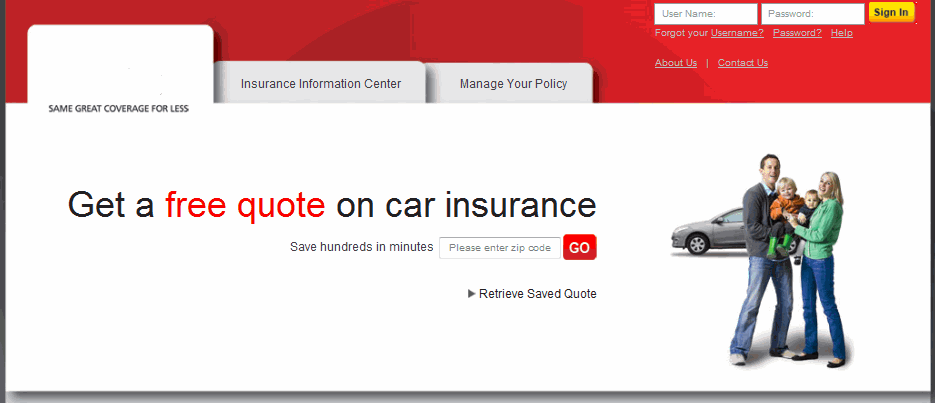 User Name: Password: Sign In
Forgot your Username? Password? Help
About Us | Contact Us
Insurance Information Center Manage Your Policy
SAME GREAT COVERAGE FOR LESS
Get a free quote on car insurance
Save hundreds in minutes Please enter zip code GO
Retrieve Saved Quote